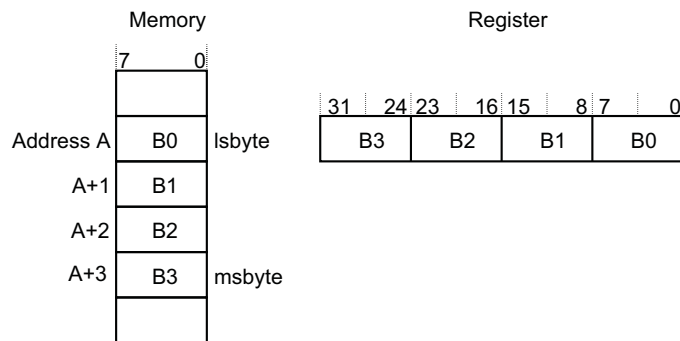 Memory
Register
7 0
31 24 23 16 15 8 7 0
Address A B0 lsbyte
B3 B2 B1 B0
A+1 B1
A+2 B2
A+3 B3 msbyte